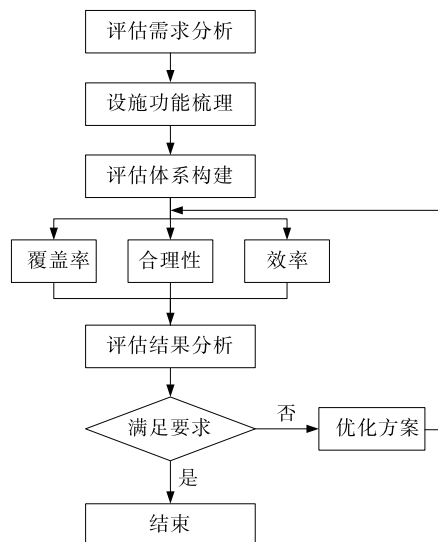 评估需求分析
设施功能梳理
评估体系构建
覆盖率
合理性
效率
评估结果分析
满足要求
否
优化方案
是
结束